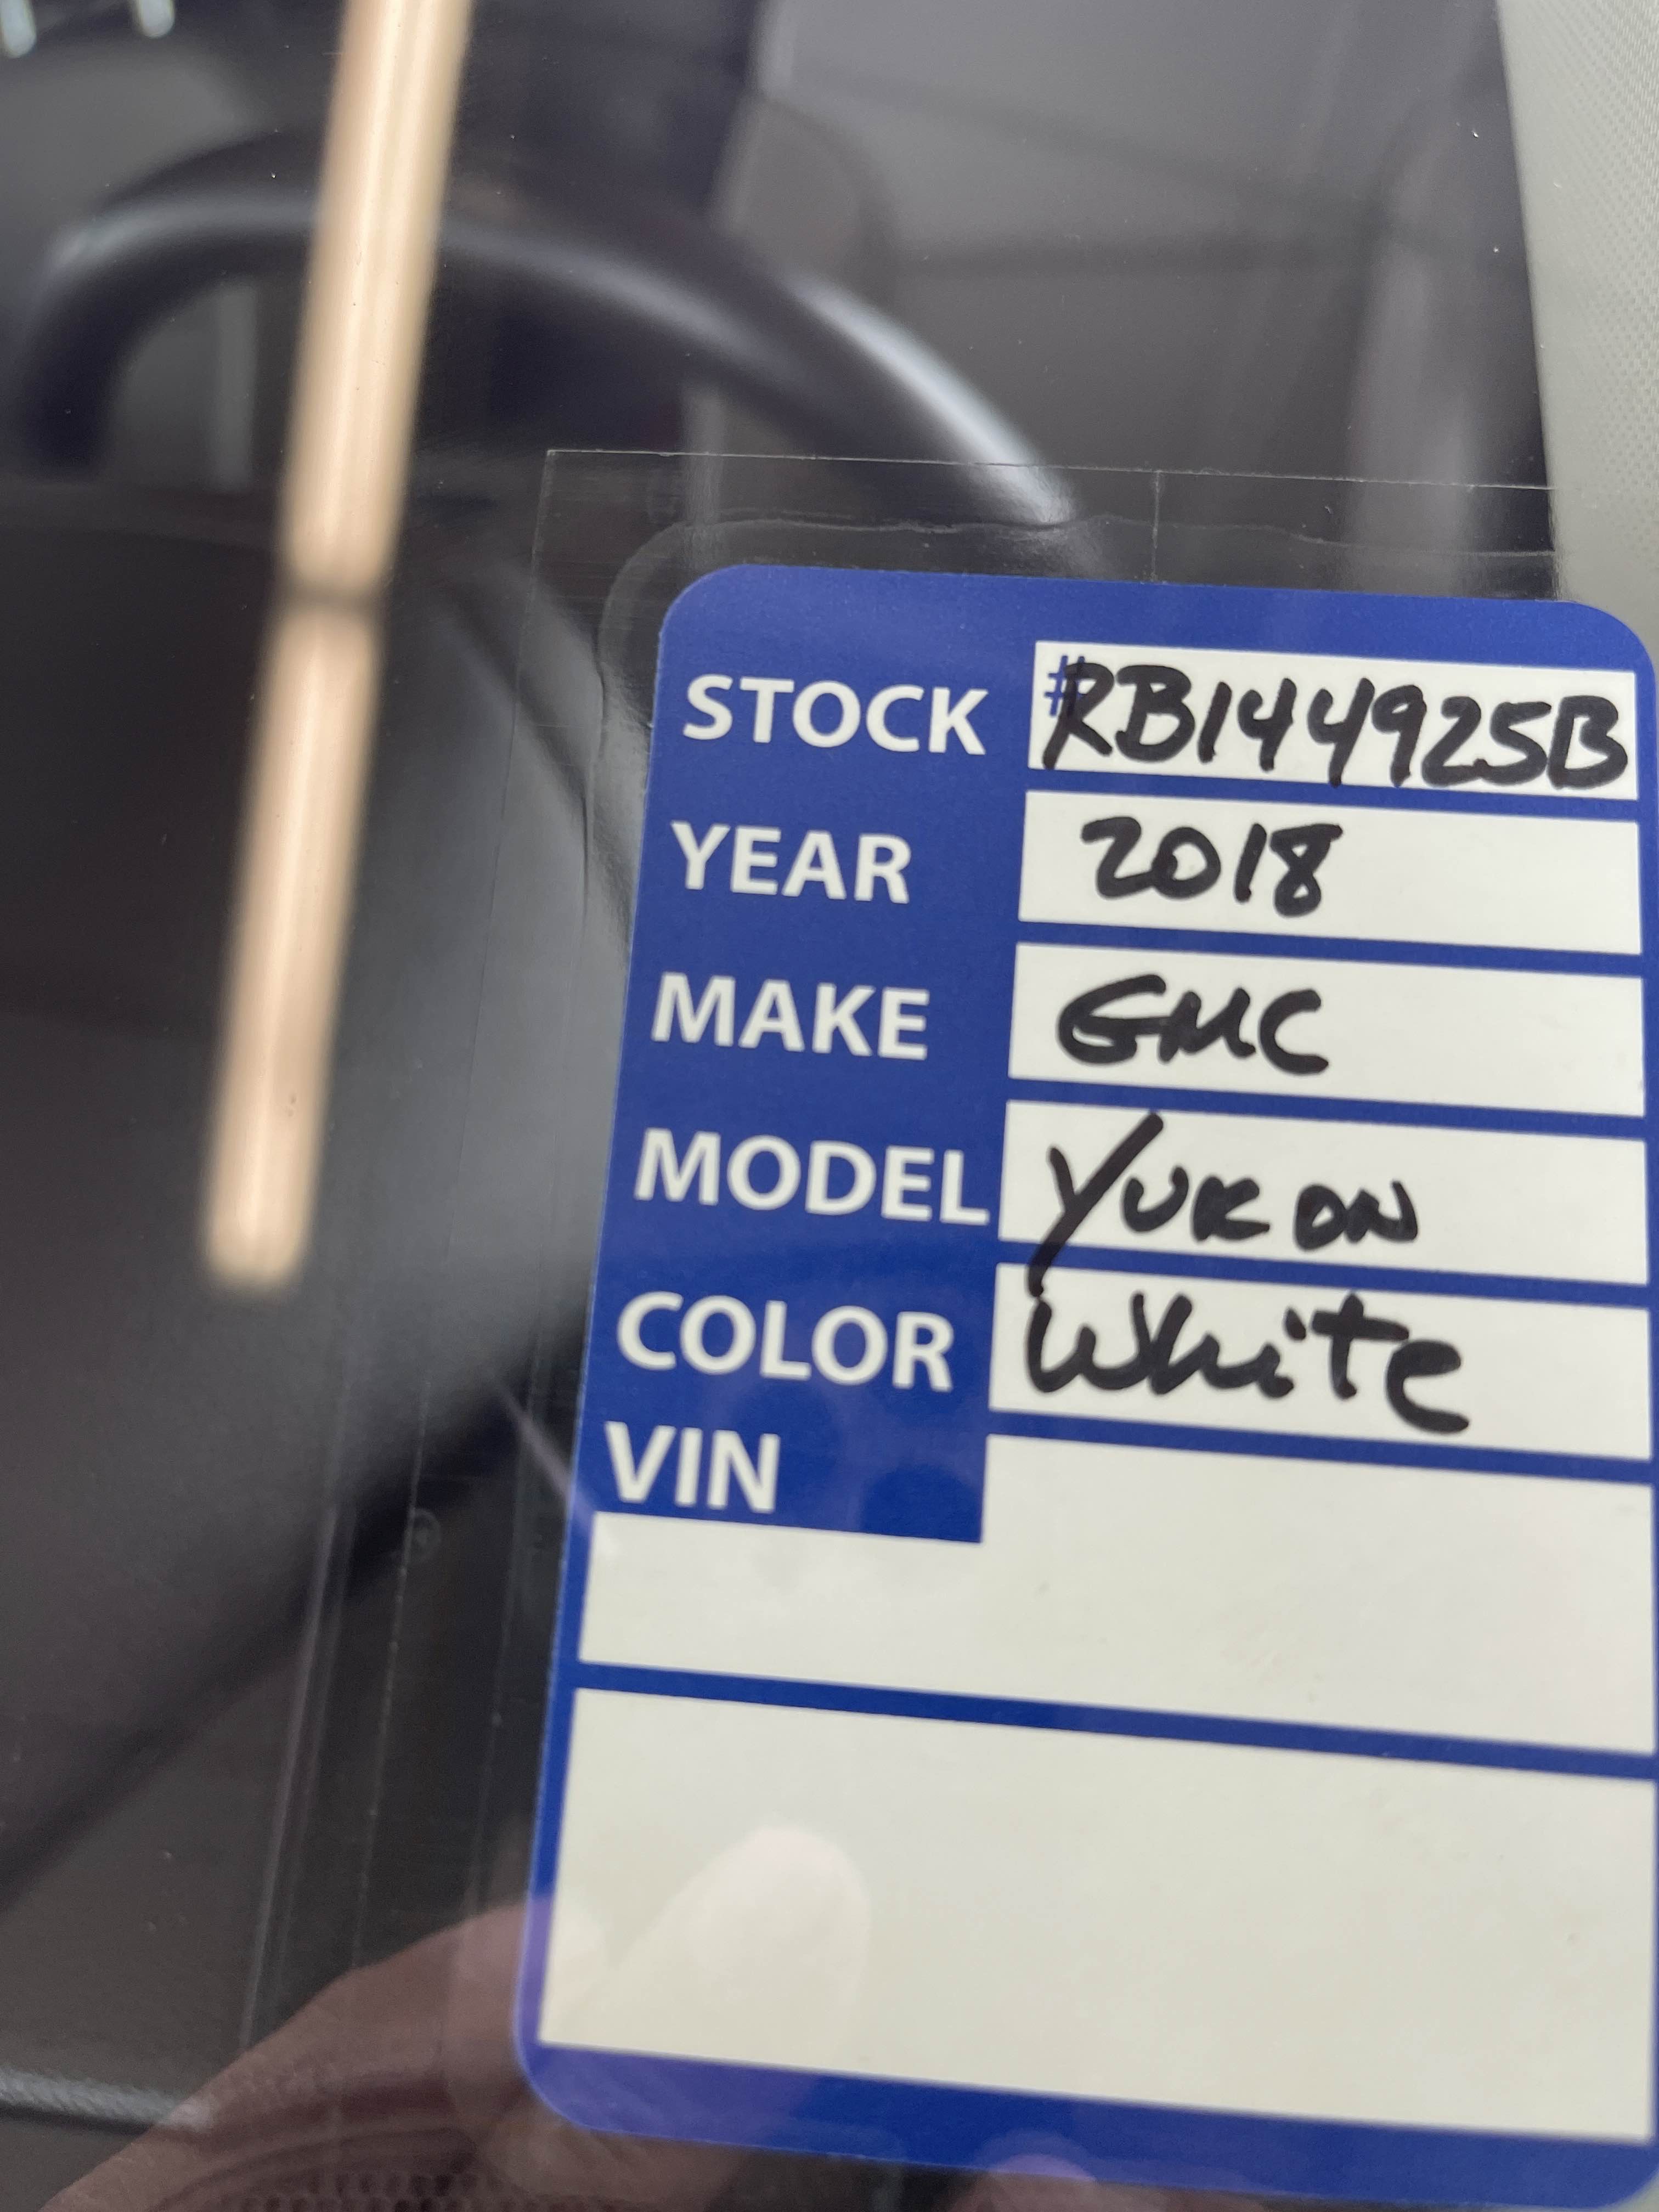 STOCK #RB144925B
YEAR 2018
MAKE GMC
MODEL YUKON
COLOR White
VIN